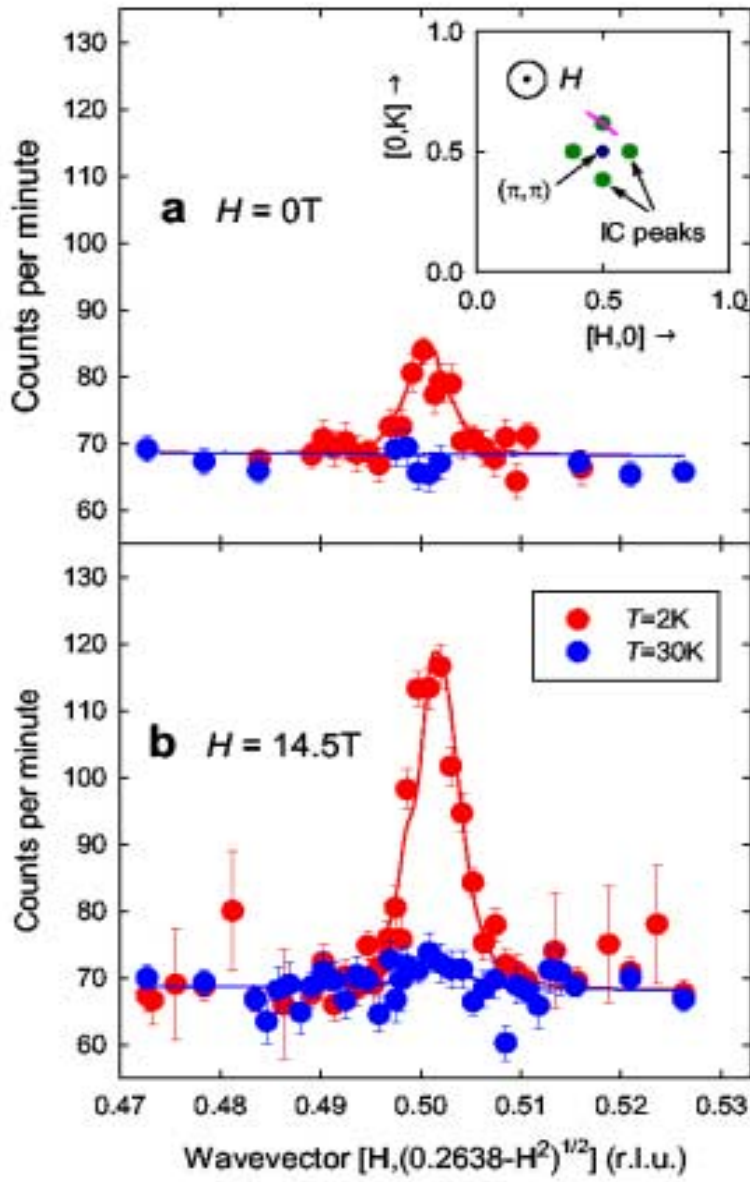 130
120
110
100
90
80
70
60
Counts per minute
a H = 0T
1.0
0.5
0.0
[0,K] →
H
(π,π)
IC peaks
0.0 0.5 1.0
[H,0] →
130
120
110
100
90
80
70
60
Counts per minute
b H = 14.5T
T=2K
T=30K
0.47 0.48 0.49 0.50 0.51 0.52 0.53
Wavevector [H,(0.2638-H²)^1/2] (r.l.u.)